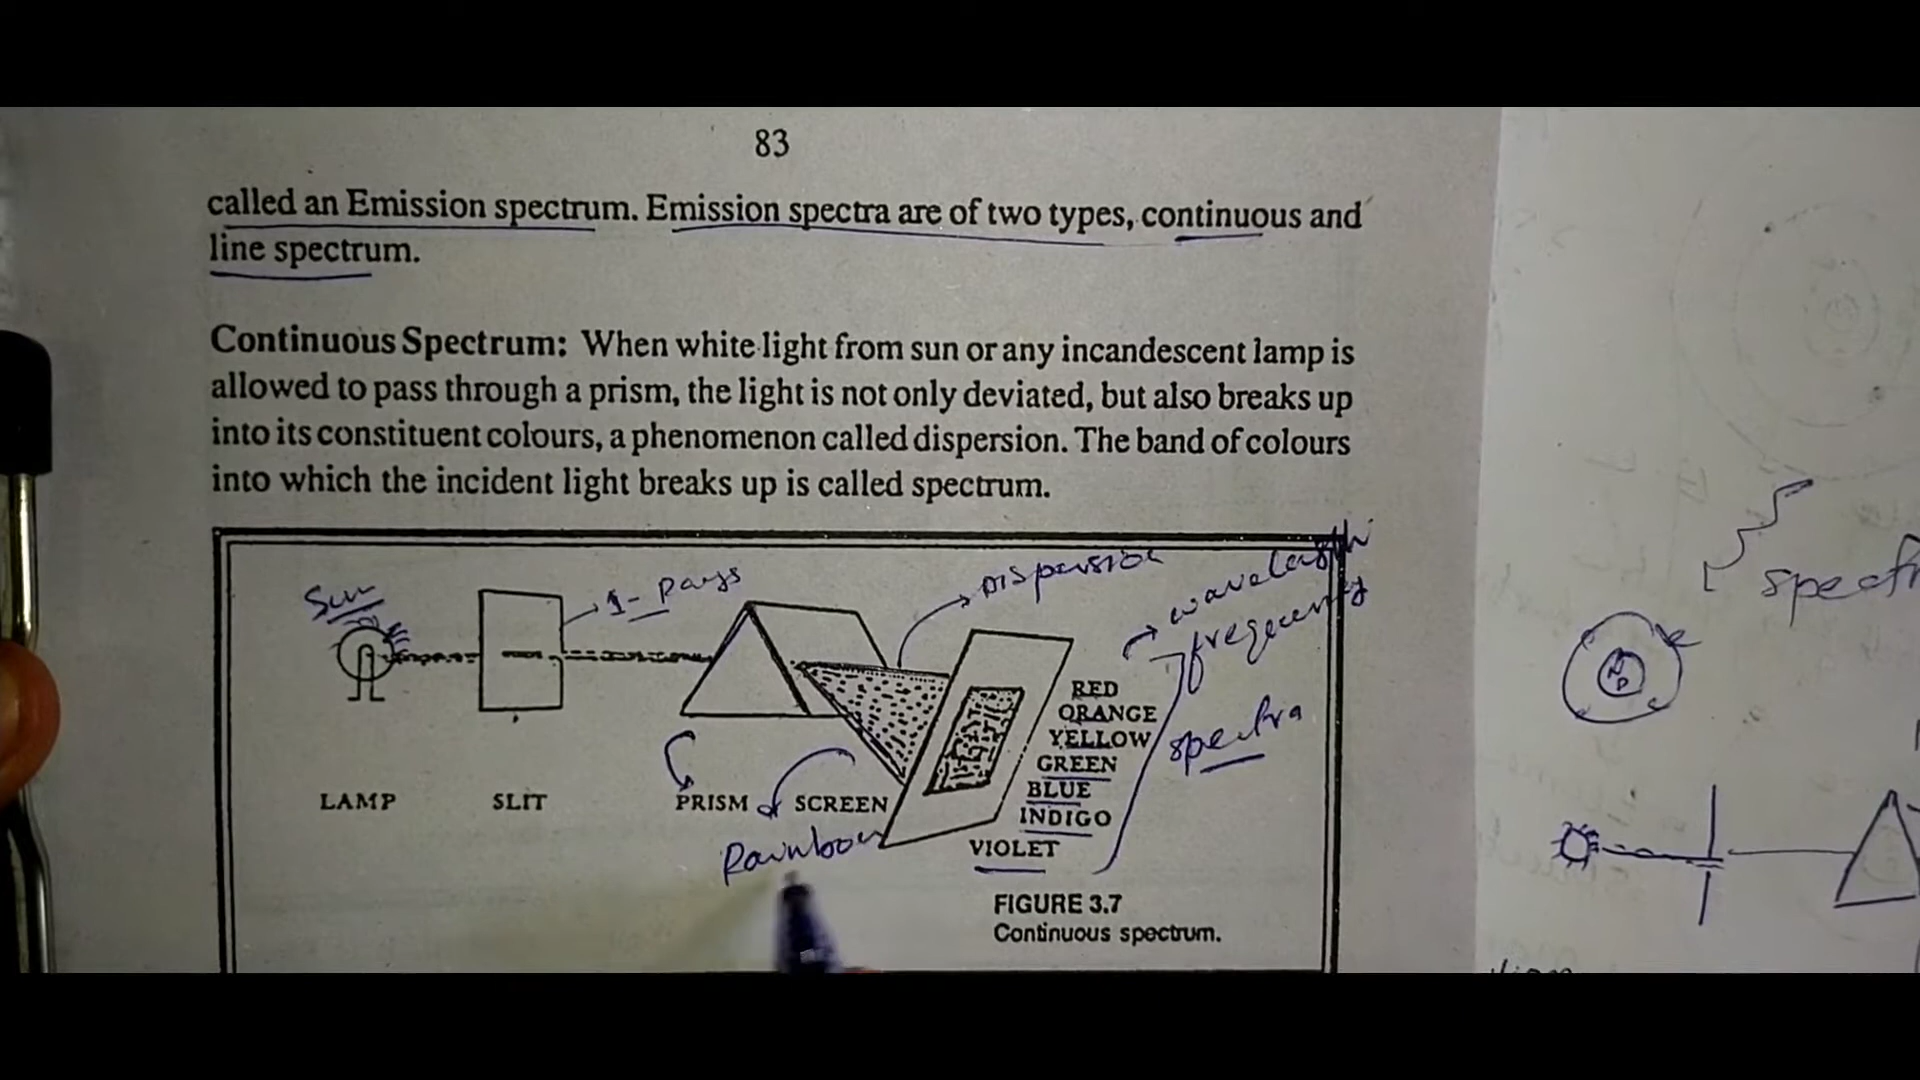 83
called an Emission spectrum. Emission spectra are of two types, continuous and
line spectrum.
Continuous Spectrum: When white light from sun or any incandescent lamp is
allowed to pass through a prism, the light is not only deviated, but also breaks up
into its constituent colours, a phenomenon called dispersion. The band of colours
into which the incident light breaks up is called spectrum.
Sun
Dispersion
frequency
RED
ORANGE
YELLOW
GREEN
BLUE
INDIGO
VIOLET
spectra
LAMP SLIT PRISM SCREEN
Rainbow
FIGURE 3.7
Continuous spectrum.